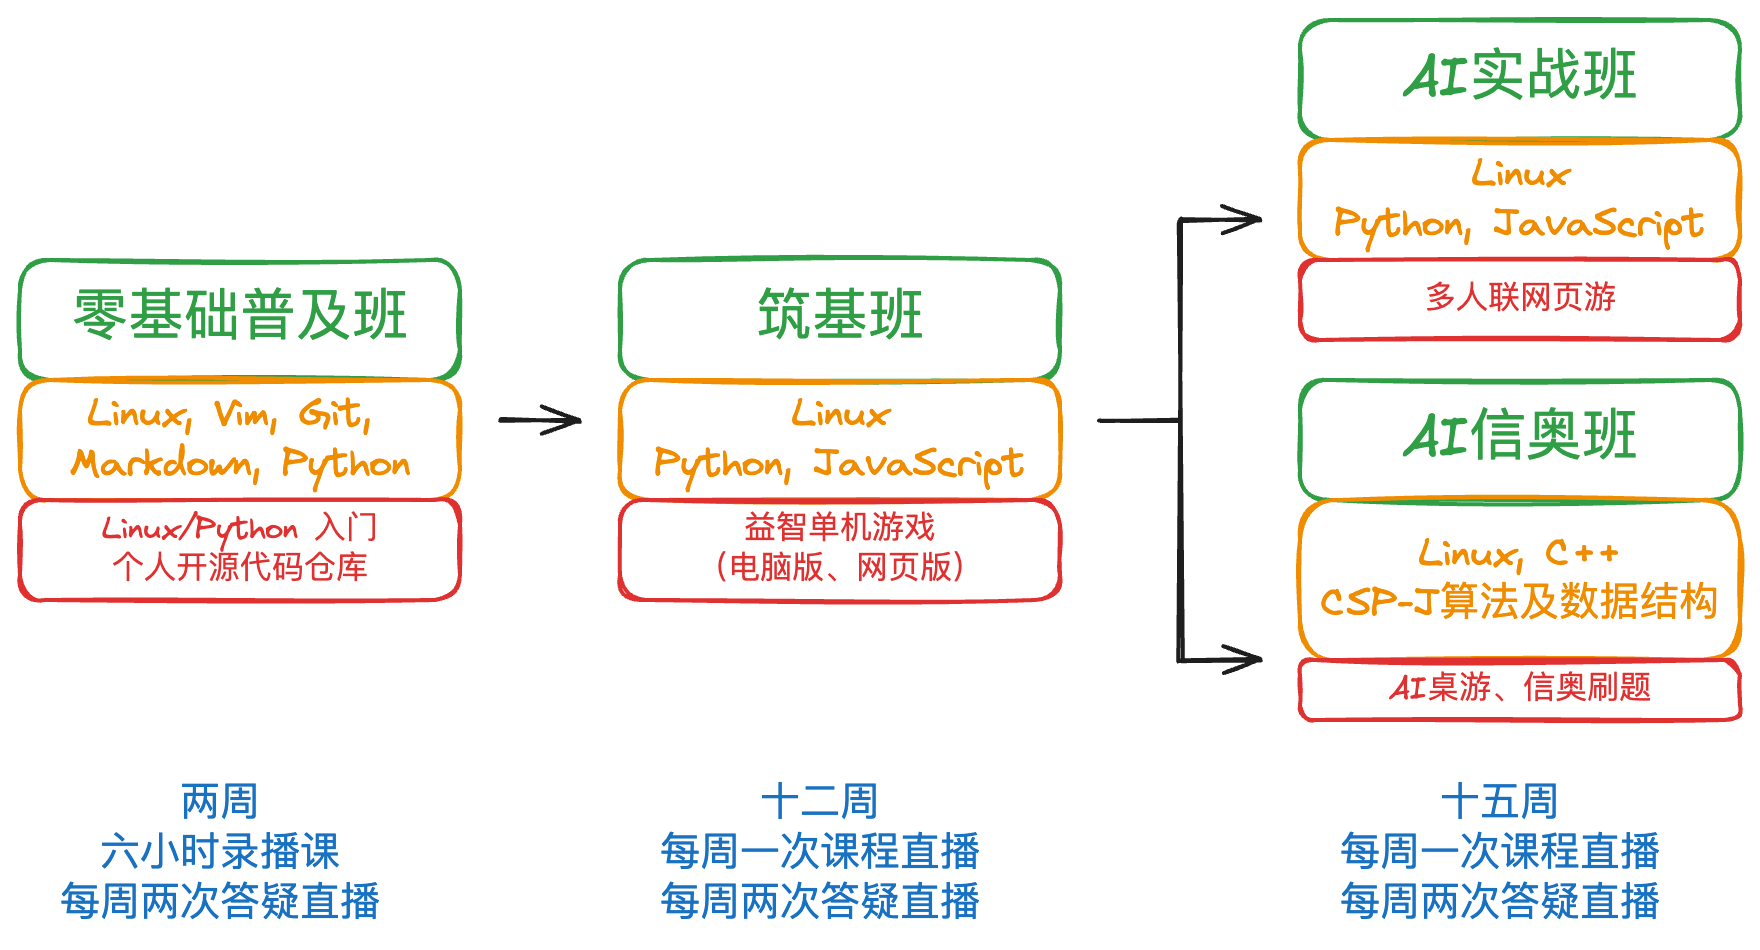 零基础普及班
Linux, Vim, Git,
Markdown, Python
Linux/Python 入门
个人开源代码仓库
两周
六小时录播课
每周两次答疑直播
筑基班
Linux
Python, JavaScript
益智单机游戏
（电脑版、网页版）
十二周
每周一次课程直播
每周两次答疑直播
AI实战班
Linux
Python, JavaScript
多人联网页游
AI信奥班
Linux, C++
CSP-J算法及数据结构
AI桌游、信奥刷题
十五周
每周一次课程直播
每周两次答疑直播